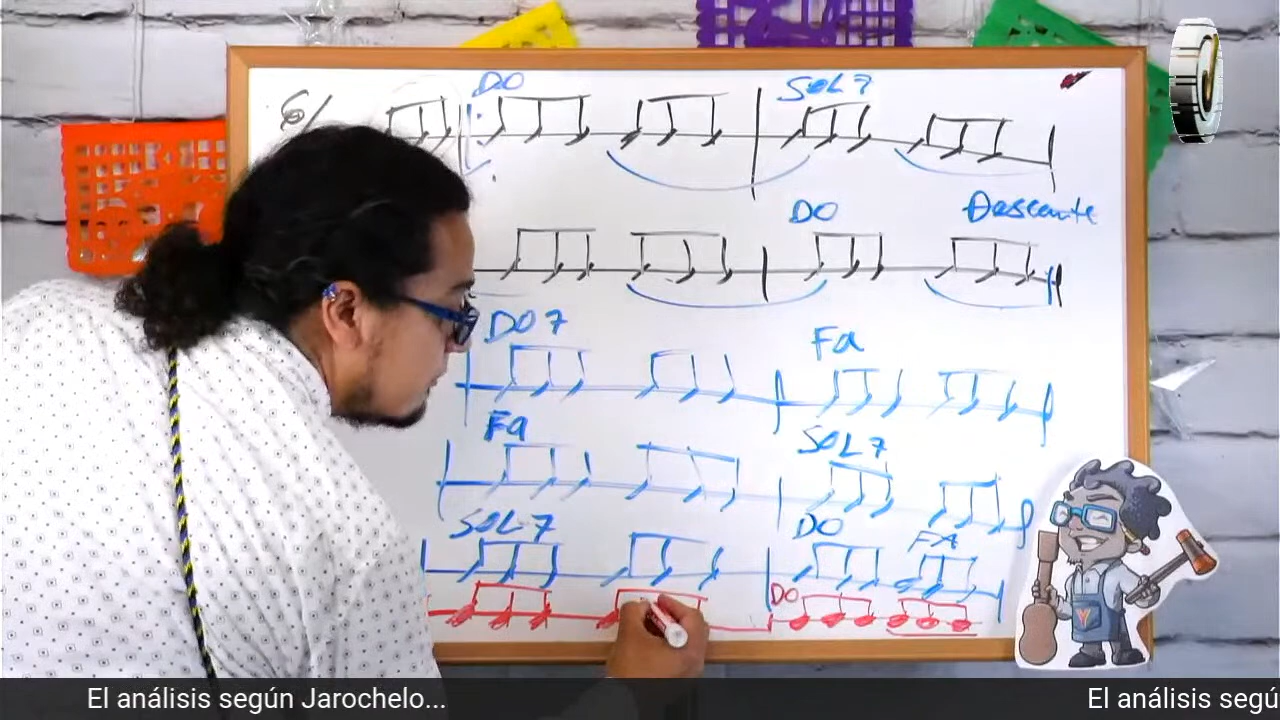 6/ DO SOL7
DO Descante
DO7 Fa
Fa SOL7
SOL7 DO FA
DO
Y
El análisis según Jarochelo... El análisis segú